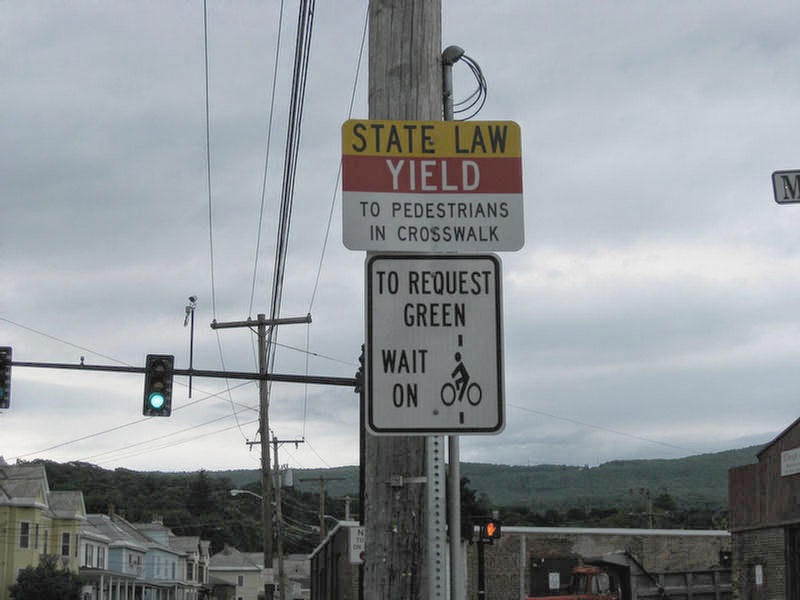 STATE LAW
YIELD
TO PEDESTRIANS
IN CROSSWALK
TO REQUEST
GREEN
WAIT
ON
M